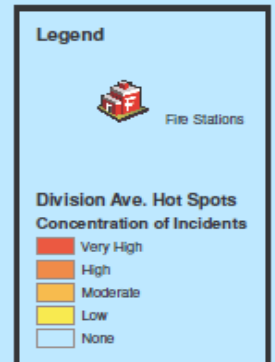 Legend
F F
Fire Stations
Division Ave. Hot Spots
Concentration of Incidents
Very High
High
Moderate
Low
None